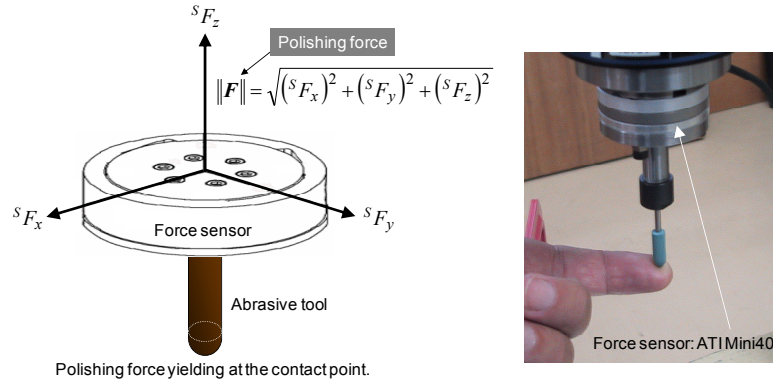 ˢF_z
Polishing force
‖F‖ = √((ˢF_x)² + (ˢF_y)² + (ˢF_z)²)
ˢF_x
ˢF_y
Force sensor
Abrasive tool
Polishing force yielding at the contact point.
Force sensor: ATI Mini40